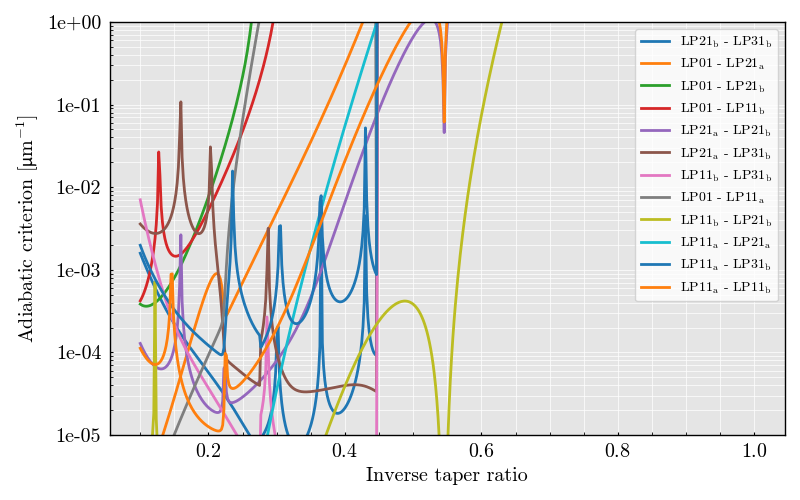 1e+00
1e-01
1e-02
1e-03
1e-04
1e-05
Adiabatic criterion [µm⁻¹]
0.2 0.4 0.6 0.8 1.0
Inverse taper ratio
LP21b - LP31b
LP01 - LP21a
LP01 - LP21b
LP01 - LP11b
LP21a - LP21b
LP21a - LP31b
LP11b - LP31b
LP01 - LP11a
LP11b - LP21b
LP11a - LP21a
LP11a - LP31b
LP11a - LP11b